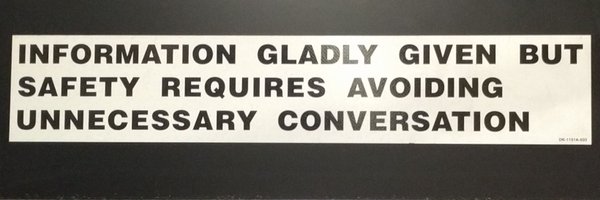 INFORMATION GLADLY GIVEN BUT
SAFETY REQUIRES AVOIDING
UNNECESSARY CONVERSATION